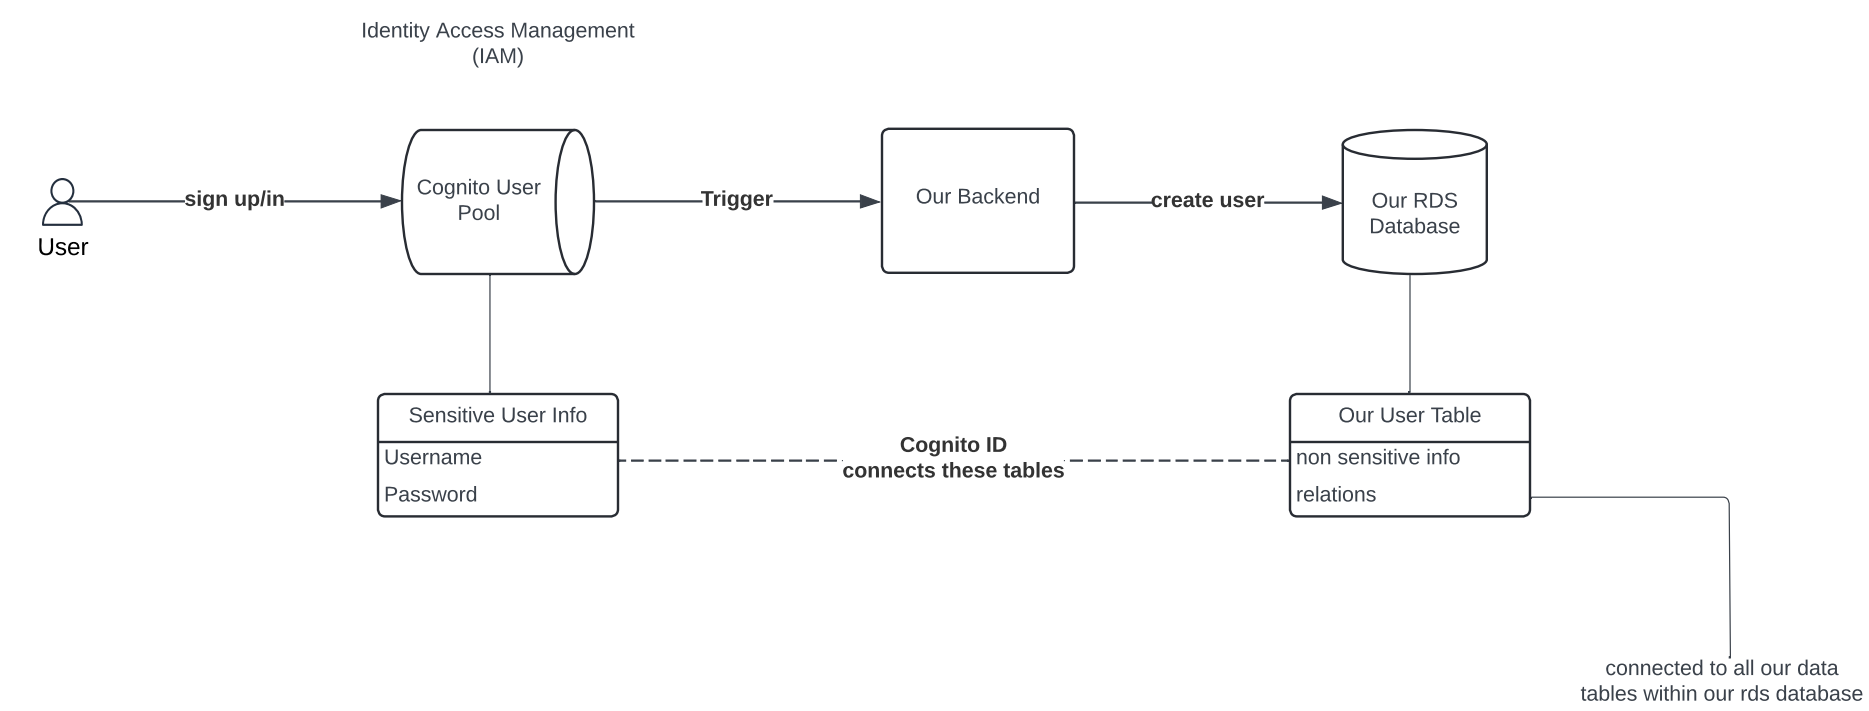 Identity Access Management
(IAM)
User
sign up/in
Cognito User
Pool
Trigger
Our Backend
create user
Our RDS
Database
Sensitive User Info
Username
Password
Cognito ID
connects these tables
Our User Table
non sensitive info
relations
connected to all our data
tables within our rds database